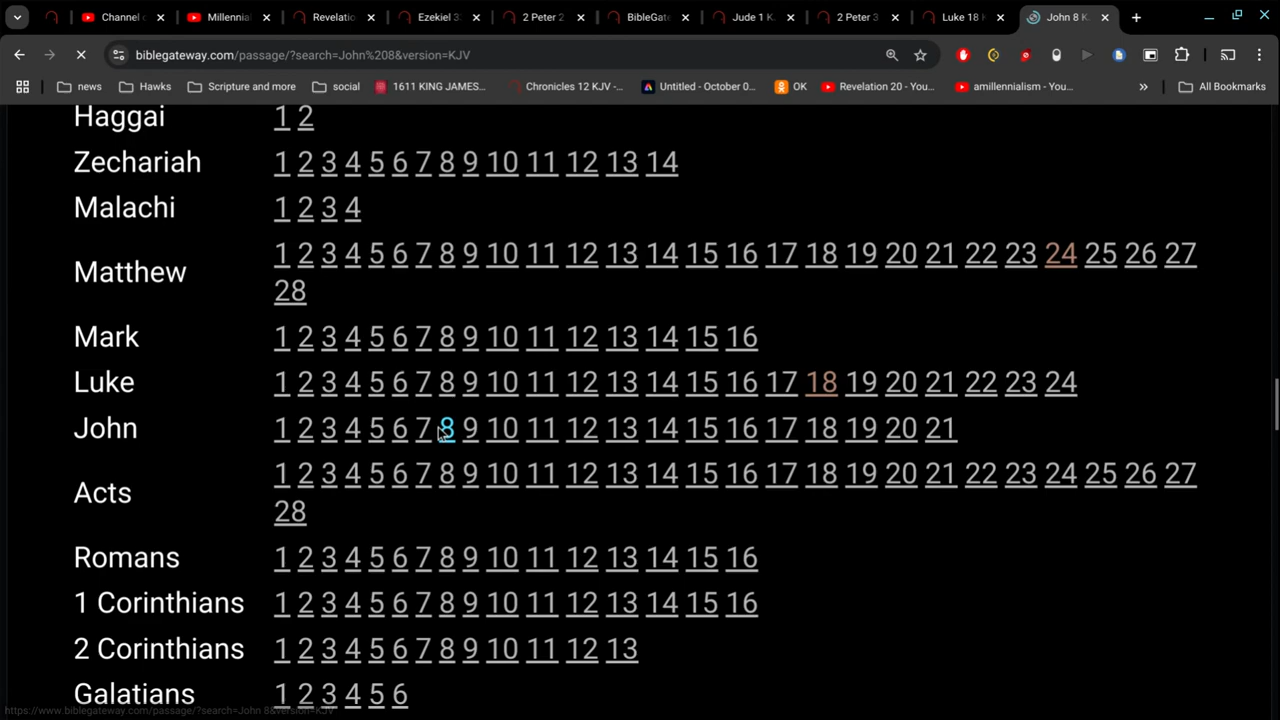 Channel c
Millennial
Revelatio
Ezekiel 3
2 Peter 2
BibleGate
Jude 1 K
2 Peter 3
Luke 18 K
John 8 K
biblegateway.com/passage/?search=John%208&version=KJV
news
Hawks
Scripture and more
social
1611 KING JAMES...
Chronicles 12 KJV -...
Untitled - October 0...
OK
Revelation 20 - You...
amillennialism - You...
»
All Bookmarks
Haggai 1 2
Zechariah 1 2 3 4 5 6 7 8 9 10 11 12 13 14
Malachi 1 2 3 4
Matthew 1 2 3 4 5 6 7 8 9 10 11 12 13 14 15 16 17 18 19 20 21 22 23 24 25 26 27
28
Mark 1 2 3 4 5 6 7 8 9 10 11 12 13 14 15 16
Luke 1 2 3 4 5 6 7 8 9 10 11 12 13 14 15 16 17 18 19 20 21 22 23 24
John 1 2 3 4 5 6 7 8 9 10 11 12 13 14 15 16 17 18 19 20 21
Acts 1 2 3 4 5 6 7 8 9 10 11 12 13 14 15 16 17 18 19 20 21 22 23 24 25 26 27
28
Romans 1 2 3 4 5 6 7 8 9 10 11 12 13 14 15 16
1 Corinthians 1 2 3 4 5 6 7 8 9 10 11 12 13 14 15 16
2 Corinthians 1 2 3 4 5 6 7 8 9 10 11 12 13
Galatians 1 2 3 4 5 6
https://www.biblegateway.com/passage/?search=John 8&version=KJV